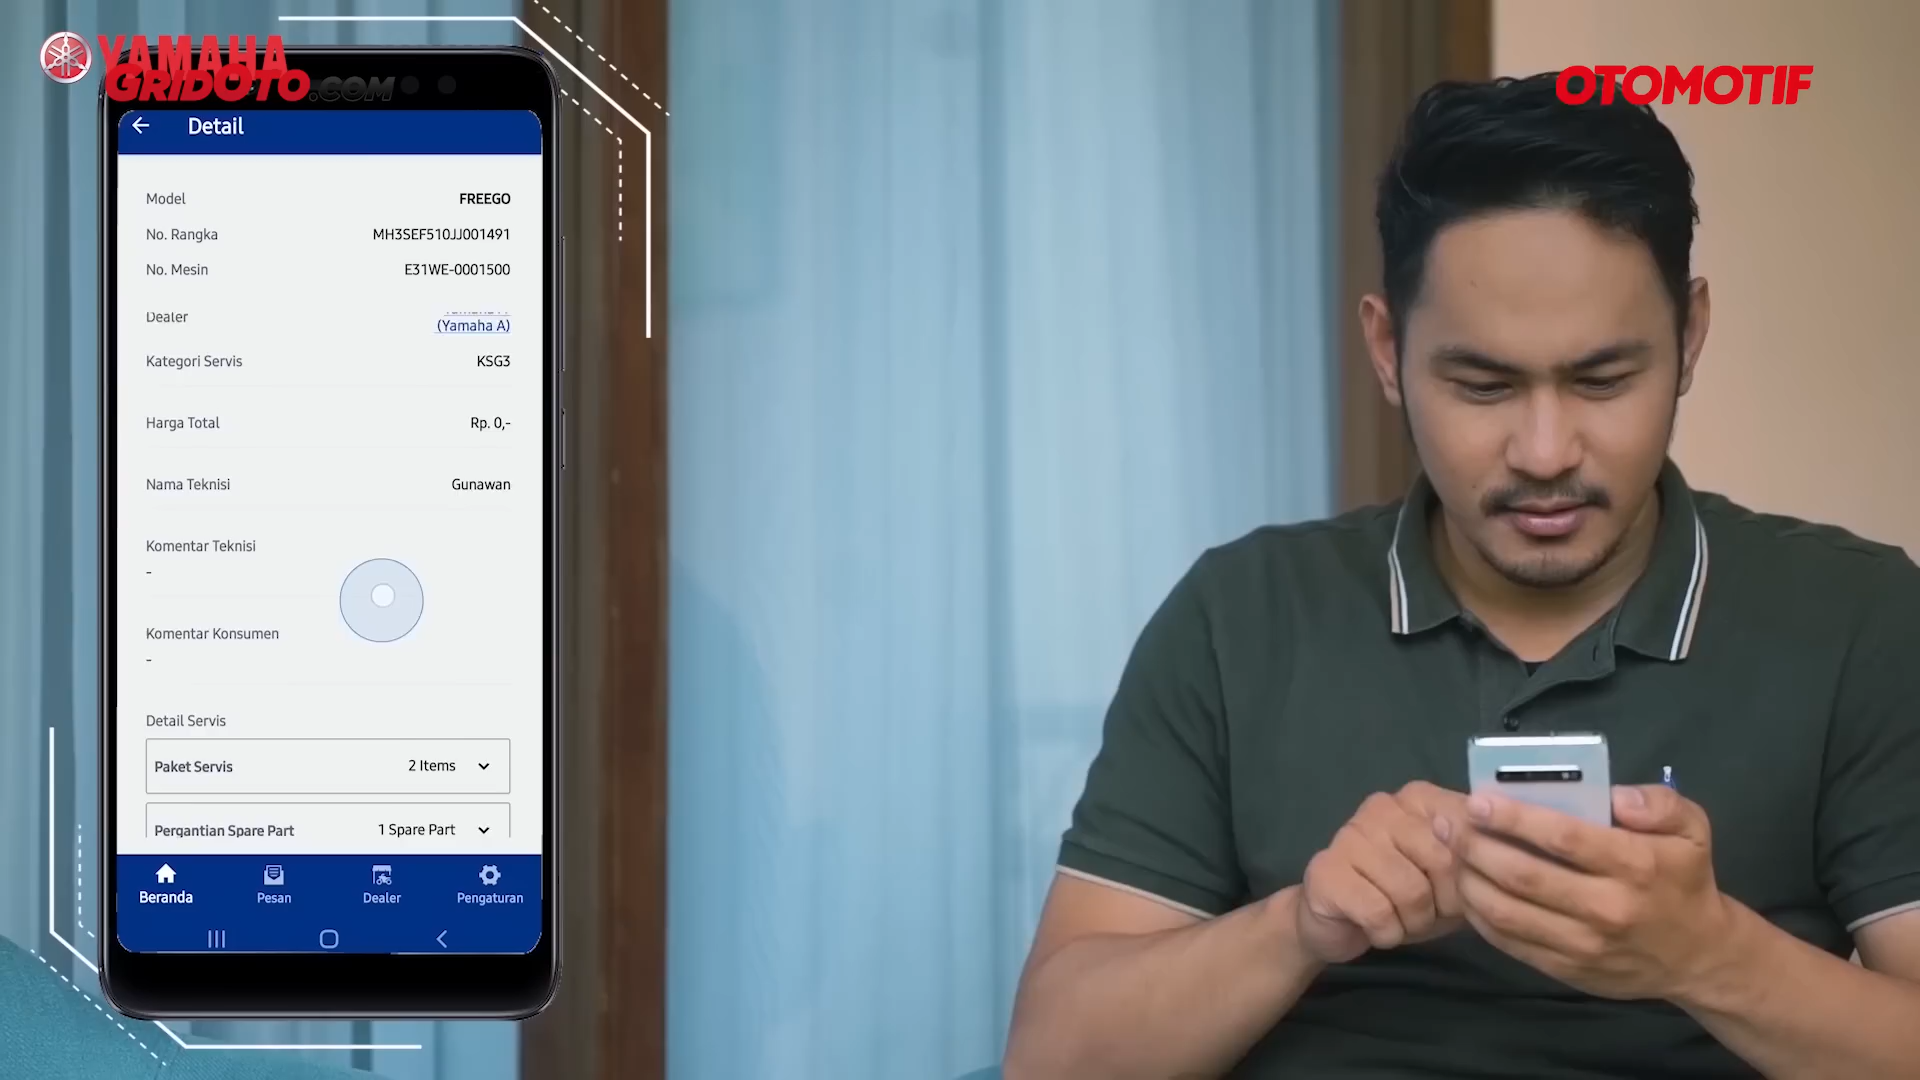 YAMAHA
GRIDOTO.COM
OTOMOTIF
Detail
Model FREEGO
No. Rangka MH3SEF510JJ001491
No. Mesin E31WE-0001500
Dealer
(Yamaha A)
Kategori Servis KSG3
Harga Total Rp. 0,-
Nama Teknisi Gunawan
Komentar Teknisi
-
Komentar Konsumen
-
Detail Servis
Paket Servis 2 Items
Pergantian Spare Part 1 Spare Part
Beranda Pesan Dealer Pengaturan